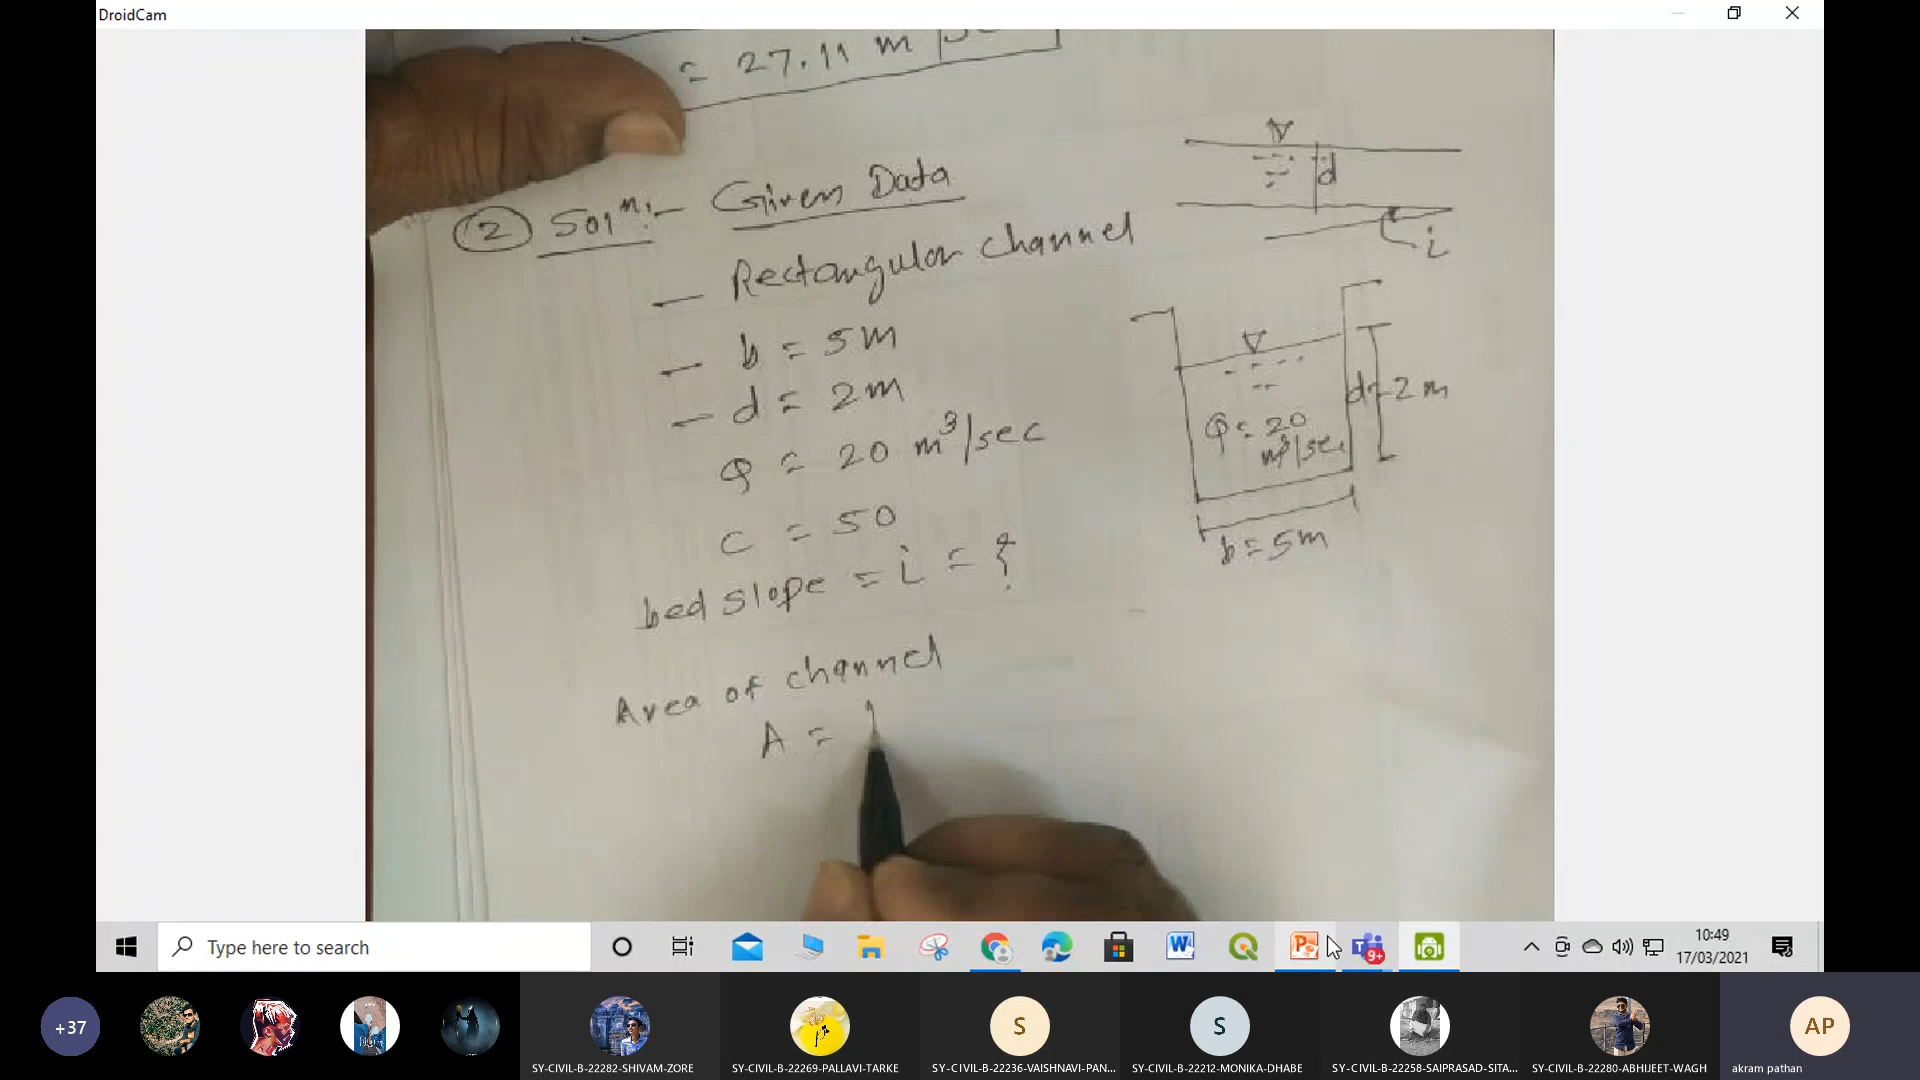 DroidCam
= 27.11 m
2 Soln:- Given Data
- Rectangular channel
- b = 5m
- d = 2m
Q = 20 m3/sec
C = 50
bed slope = i = ?
Area of channel
A =
d
i
d=2m
Q = 20
m3/sec
b=5m
Type here to search
9+
10:49
17/03/2021
+37
SY-CIVIL-B-22282-SHIVAM-ZORE
SY-CIVIL-B-22269-PALLAVI-TARKE
S
SY-CIVIL-B-22236-VAISHNAVI-PAN...
S
SY-CIVIL-B-22212-MONIKA-DHABE
SY-CIVIL-B-22258-SAIPRASAD-SITA...
SY-CIVIL-B-22280-ABHIJEET-WAGH
AP
akram pathan